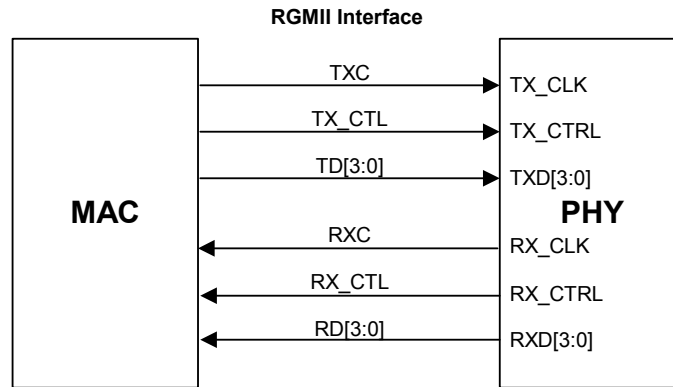 RGMII Interface
TXC
TX_CLK
TX_CTL
TX_CTRL
TD[3:0]
TXD[3:0]
MAC
PHY
RXC
RX_CLK
RX_CTL
RX_CTRL
RD[3:0]
RXD[3:0]